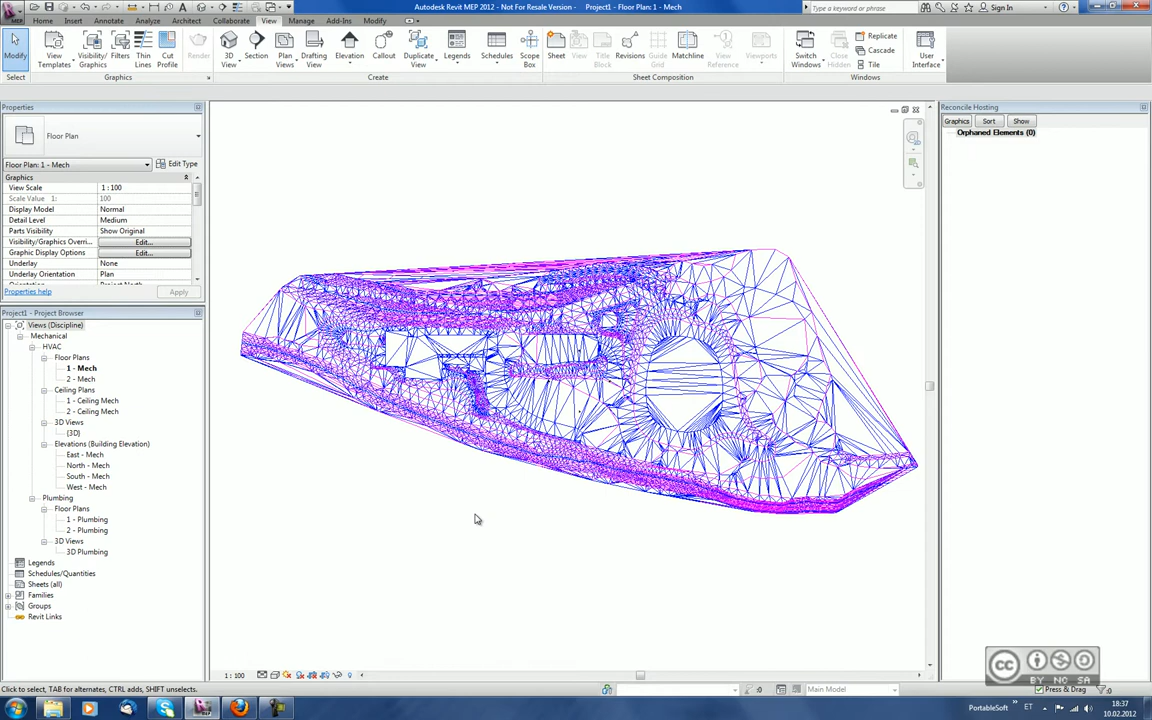 Autodesk Revit MEP 2012 - Not For Resale Version - Project1 - Floor Plan: 1 - Mech
Type a keyword or phrase
Sign In
Home Insert Annotate Analyze Architect Collaborate View Manage Add-Ins Modify
Modify
View Templates
Visibility/ Graphics
Filters
Thin Lines
Cut Profile
Render
3D View
Section
Plan Views
Drafting View
Elevation
Callout
Duplicate View
Legends
Schedules
Scope Box
Sheet
View
Title Block
Revisions
Guide Grid
Matchline
View Reference
Viewports
Switch Windows
Close Hidden
Replicate
Cascade
Tile
User Interface
Select Graphics Create Sheet Composition Windows
Properties
Floor Plan
Floor Plan: 1 - Mech
Edit Type
Graphics
View Scale 1 : 100
Scale Value 1: 100
Display Model Normal
Detail Level Medium
Parts Visibility Show Original
Visibility/Graphics Overri... Edit...
Graphic Display Options Edit...
Underlay None
Underlay Orientation Plan
Properties help
Apply
Project1 - Project Browser
Views (Discipline)
Mechanical
HVAC
Floor Plans
1 - Mech
2 - Mech
Ceiling Plans
1 - Ceiling Mech
2 - Ceiling Mech
3D Views
{3D}
Elevations (Building Elevation)
East - Mech
North - Mech
South - Mech
West - Mech
Plumbing
Floor Plans
1 - Plumbing
2 - Plumbing
3D Views
3D Plumbing
Legends
Schedules/Quantities
Sheets (all)
Families
Groups
Revit Links
Reconcile Hosting
Graphics Sort Show
Orphaned Elements (0)
1 : 100
Click to select, TAB for alternates, CTRL adds, SHIFT unselects.
:0
Main Model
Press & Drag
:0
cc
BY NC SA
PortableSoft
ET
18:37
10.02.2012